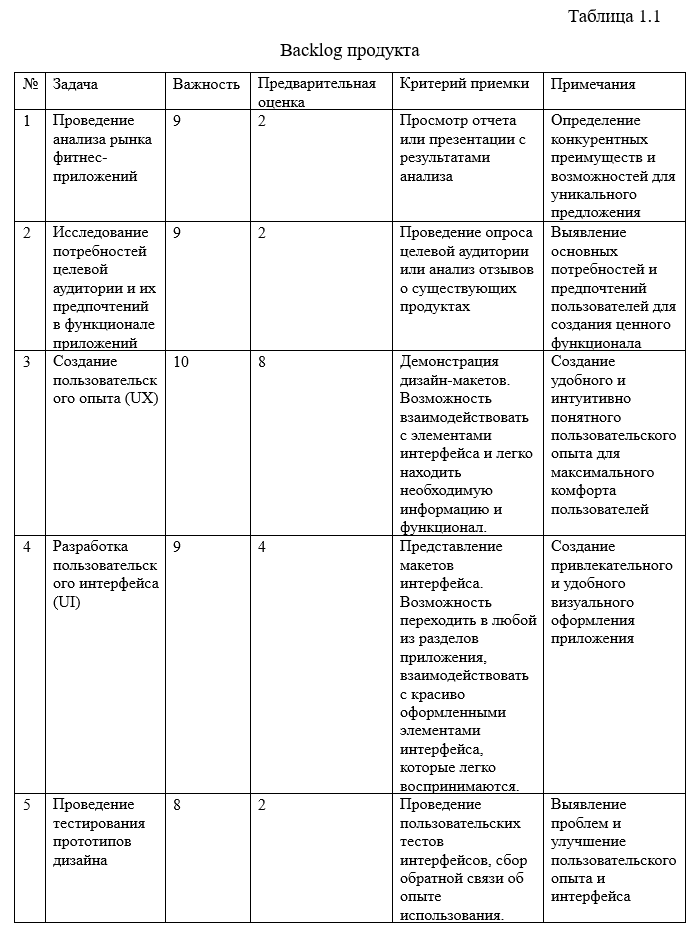 Таблица 1.1
Backlog продукта
№ Задача Важность Предварительная оценка Критерий приемки Примечания
1
Проведение
анализа рынка
фитнес-
приложений
9
2
Просмотр отчета
или презентации с
результатами
анализа
Определение
конкурентных
преимуществ и
возможностей для
уникального
предложения
2
Исследование
потребностей
целевой
аудитории и их
предпочтений
в функционале
приложений
9
2
Проведение опроса
целевой аудитории
или анализ отзывов
о существующих
продуктах
Выявление
основных
потребностей и
предпочтений
пользователей для
создания ценного
функционала
3
Создание
пользовательск
ого опыта (UX)
10
8
Демонстрация
дизайн-макетов.
Возможность
взаимодействовать
с элементами
интерфейса и легко
находить
необходимую
информацию и
функционал.
Создание
удобного и
интуитивно
понятного
пользовательского
опыта для
максимального
комфорта
пользователей
4
Разработка
пользовательск
ого интерфейса
(UI)
9
4
Представление
макетов
интерфейса.
Возможность
переходить в любой
из разделов
приложения,
взаимодействовать
с красиво
оформленными
элементами
интерфейса,
которые легко
воспринимаются.
Создание
привлекательного
и удобного
визуального
оформления
приложения
5
Проведение
тестирования
прототипов
дизайна
8
2
Проведение
пользовательских
тестов
интерфейсов, сбор
обратной связи об
опыте
использования.
Выявление
проблем и
улучшение
пользовательского
опыта и
интерфейса